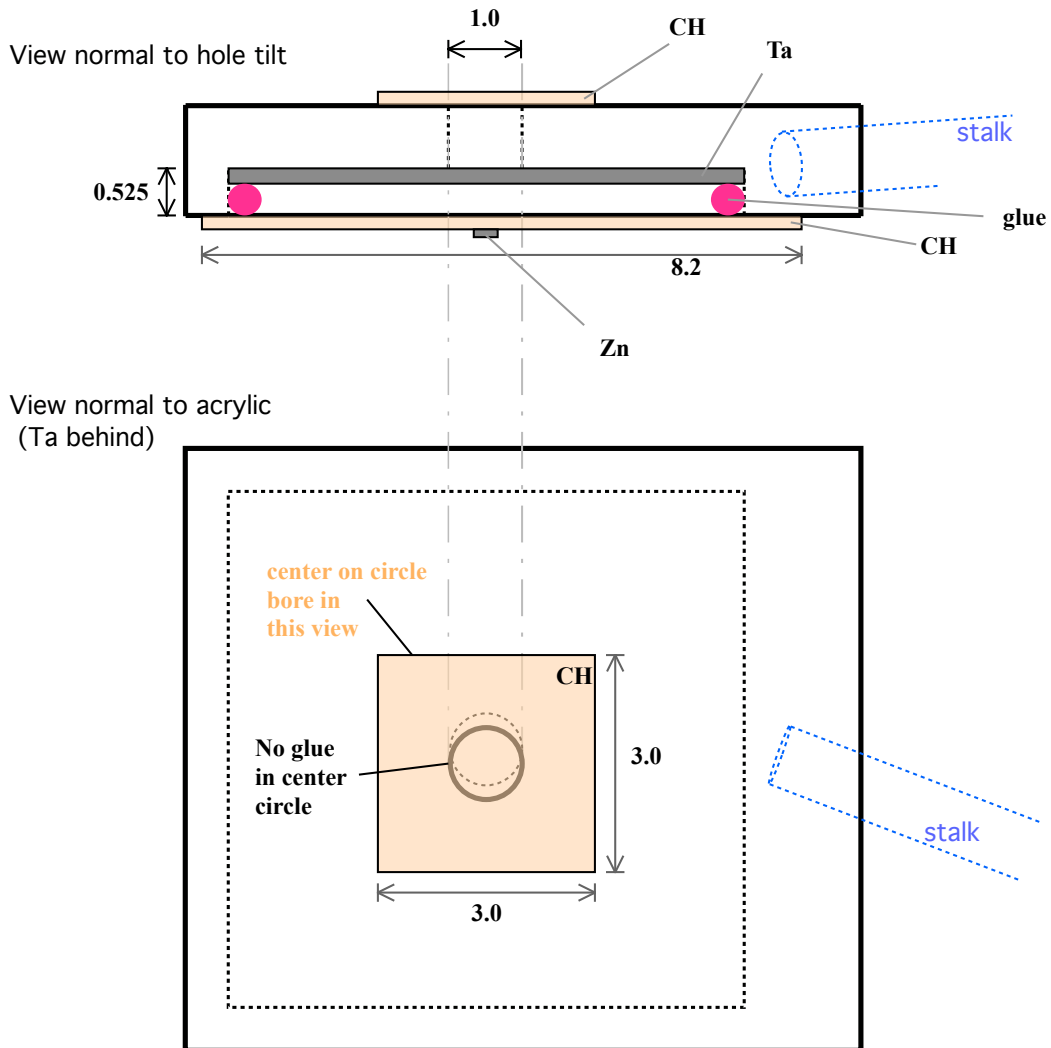 1.0
CH
View normal to hole tilt
Ta
stalk
0.525
glue
CH
8.2
Zn
View normal to acrylic
(Ta behind)
center on circle
bore in
this view
CH
No glue
in center
circle
3.0
stalk
3.0